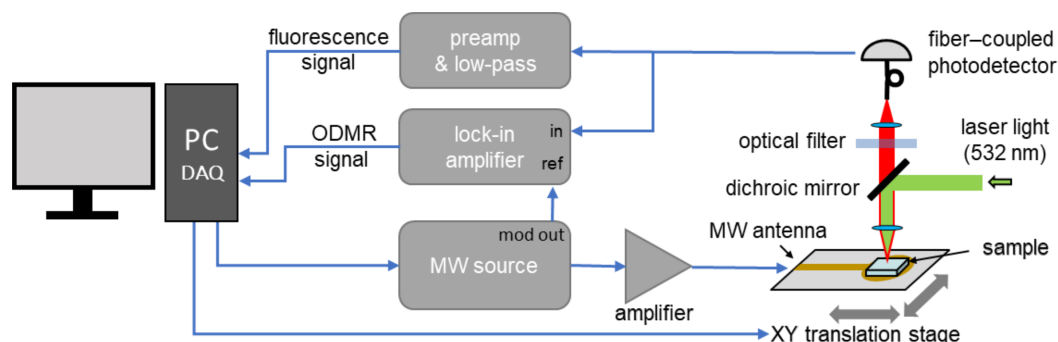 fluorescence
signal
preamp
& low-pass
fiber–coupled
photodetector
PC
DAQ
ODMR
signal
lock-in
amplifier
in
ref
optical filter
laser light
(532 nm)
dichroic mirror
mod out
MW source
amplifier
MW antenna
sample
XY translation stage